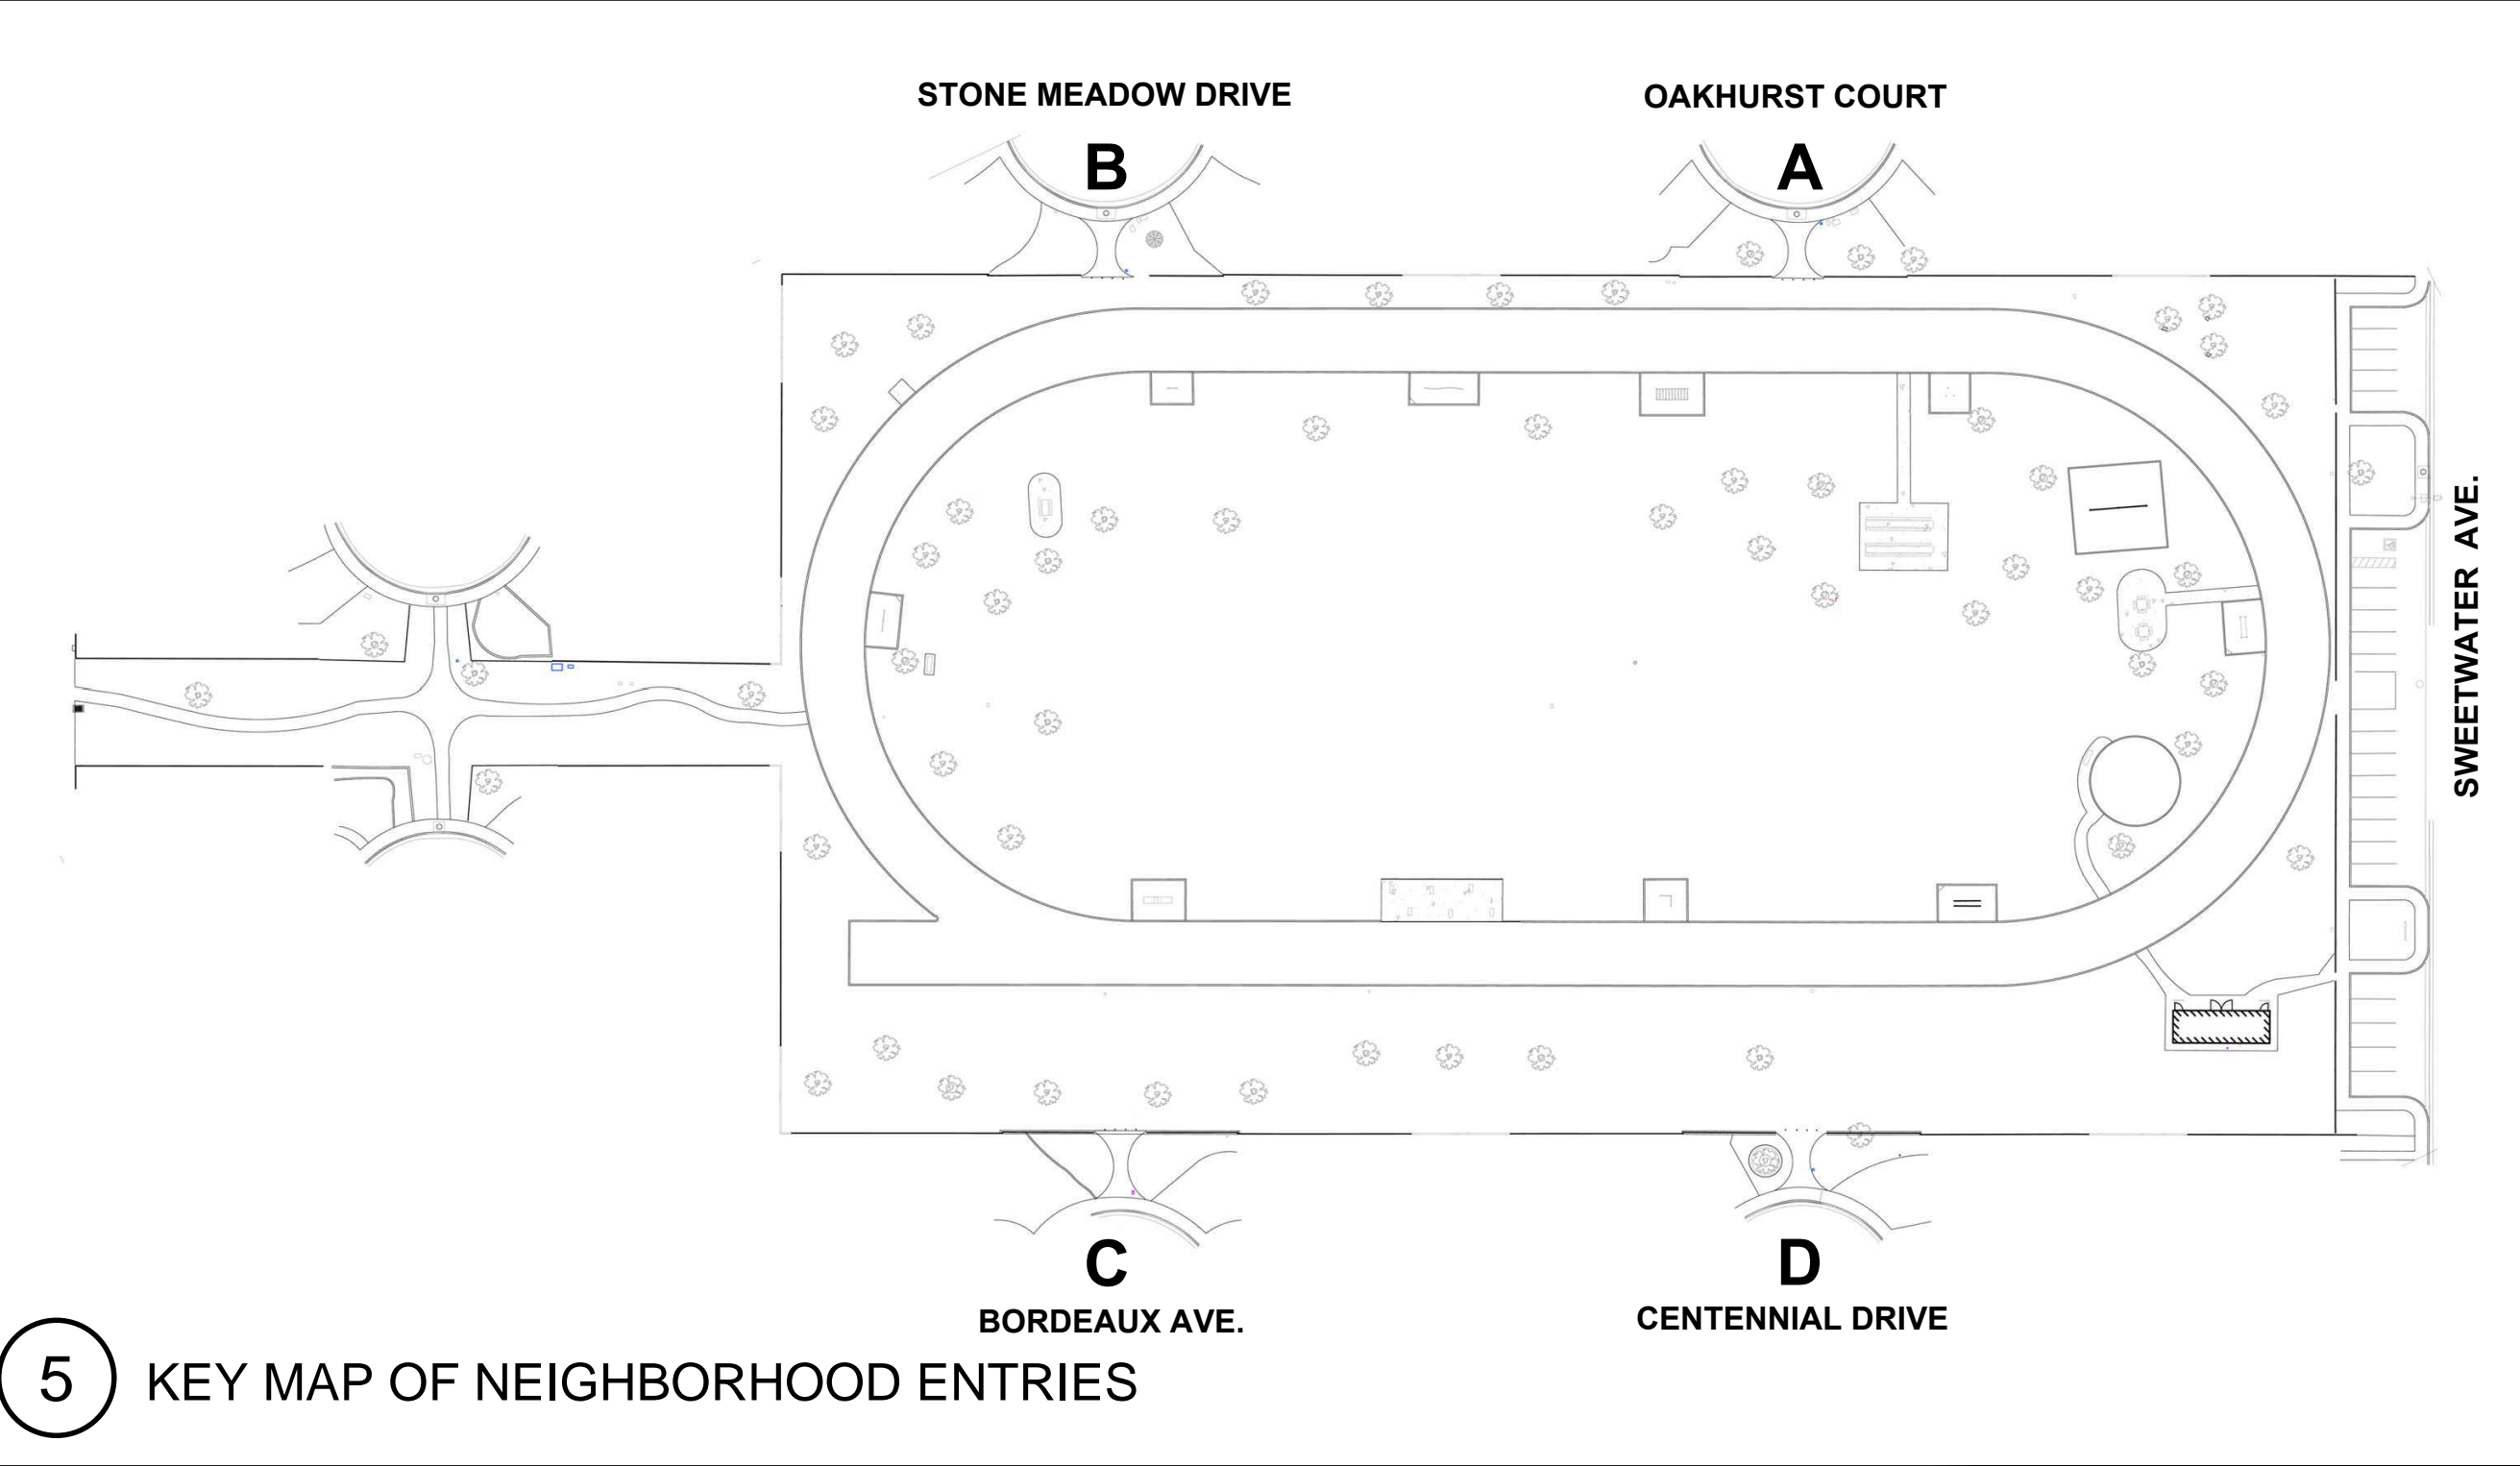 STONE MEADOW DRIVE
OAKHURST COURT
B
A
SWEETWATER AVE.
C
D
BORDEAUX AVE.
CENTENNIAL DRIVE
5
KEY MAP OF NEIGHBORHOOD ENTRIES